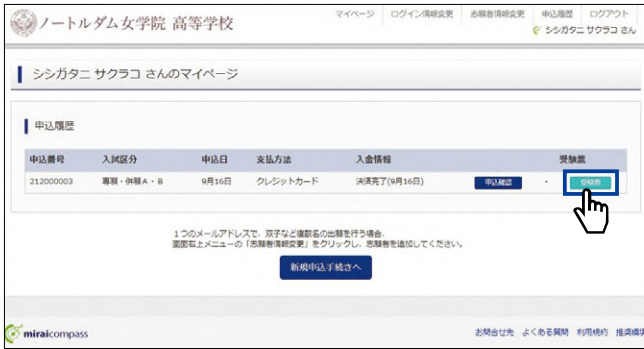 ノートルダム女学院 高等学校
マイページ ログイン情報変更 志願者情報変更 申込履歴 ログアウト
シシガタニ サクラコ さん
シシガタニ サクラコ さんのマイページ
申込履歴
申込番号 入試区分 申込日 支払方法 入金情報 受験票
212000003 専願・併願A・B 9月16日 クレジットカード 決済完了(9月16日) 申込確認 - 受験票
1つのメールアドレスで、双子など複数名の出願を行う場合、
画面右上メニューの「志願者情報変更」をクリックし、志願者を追加してください。
新規申込手続きへ
miraicompass
お問合せ先 よくある質問 利用規約 推奨環境